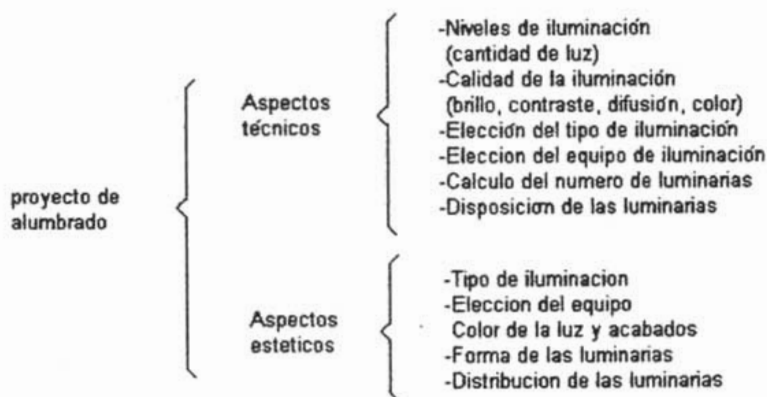 proyecto de
alumbrado
Aspectos
técnicos
-Niveles de iluminación
(cantidad de luz)
-Calidad de la iluminación
(brillo, contraste, difusión, color)
-Elección del tipo de iluminación
-Eleccion del equipo de iluminación
-Calculo del numero de luminarias
-Disposicion de las luminarias
Aspectos
esteticos
-Tipo de iluminacion
-Eleccion del equipo
Color de la luz y acabados
-Forma de las luminarias
-Distribucion de las luminarias